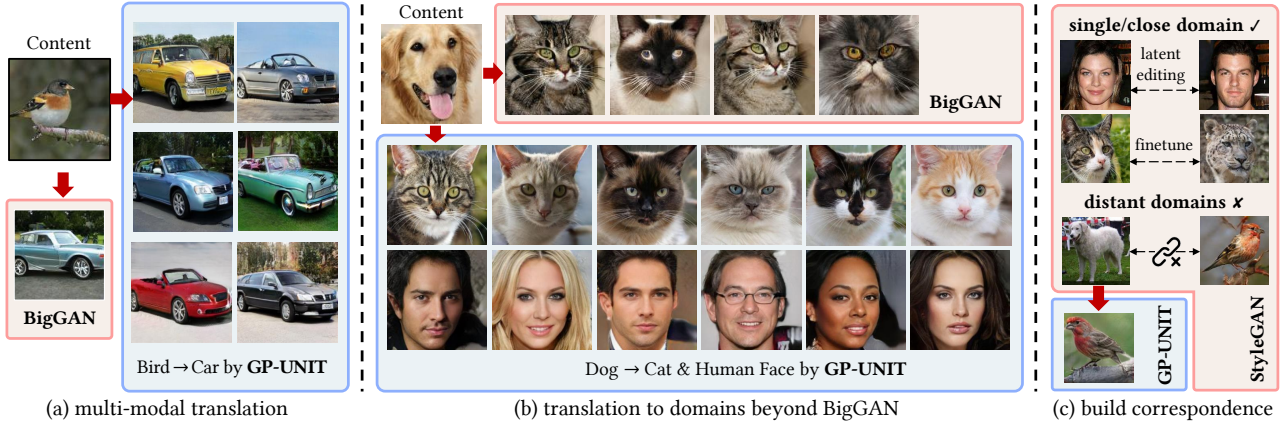 Content
BigGAN
Bird → Car by GP-UNIT
(a) multi-modal translation
Content
BigGAN
Dog → Cat & Human Face by GP-UNIT
(b) translation to domains beyond BigGAN
single/close domain ✓
latent
editing
finetune
distant domains ✘
GP-UNIT
StyleGAN
(c) build correspondence